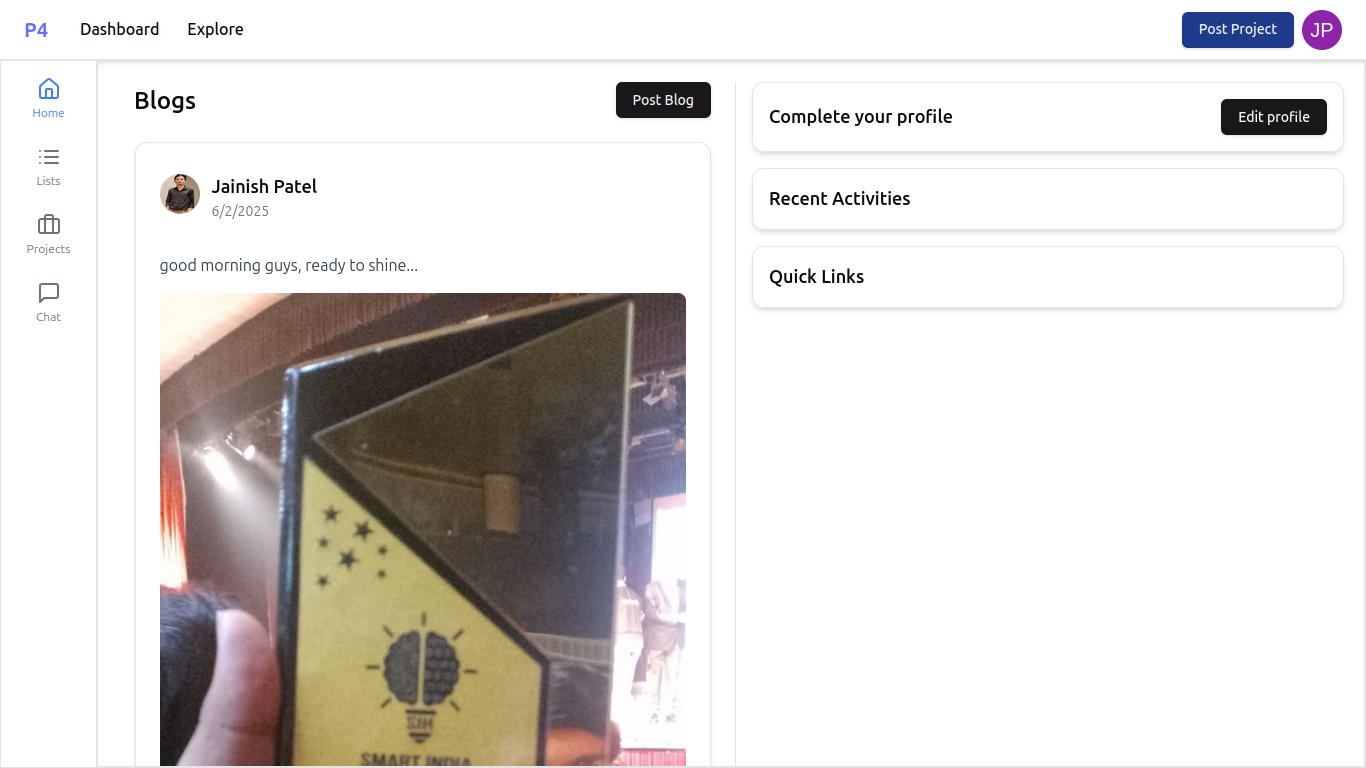 P4
Dashboard
Explore
Post Project
JP
Home
Lists
Projects
Chat
Blogs
Post Blog
Jainish Patel
6/2/2025
good morning guys, ready to shine...
SIH
SMART INDIA
Complete your profile
Edit profile
Recent Activities
Quick Links